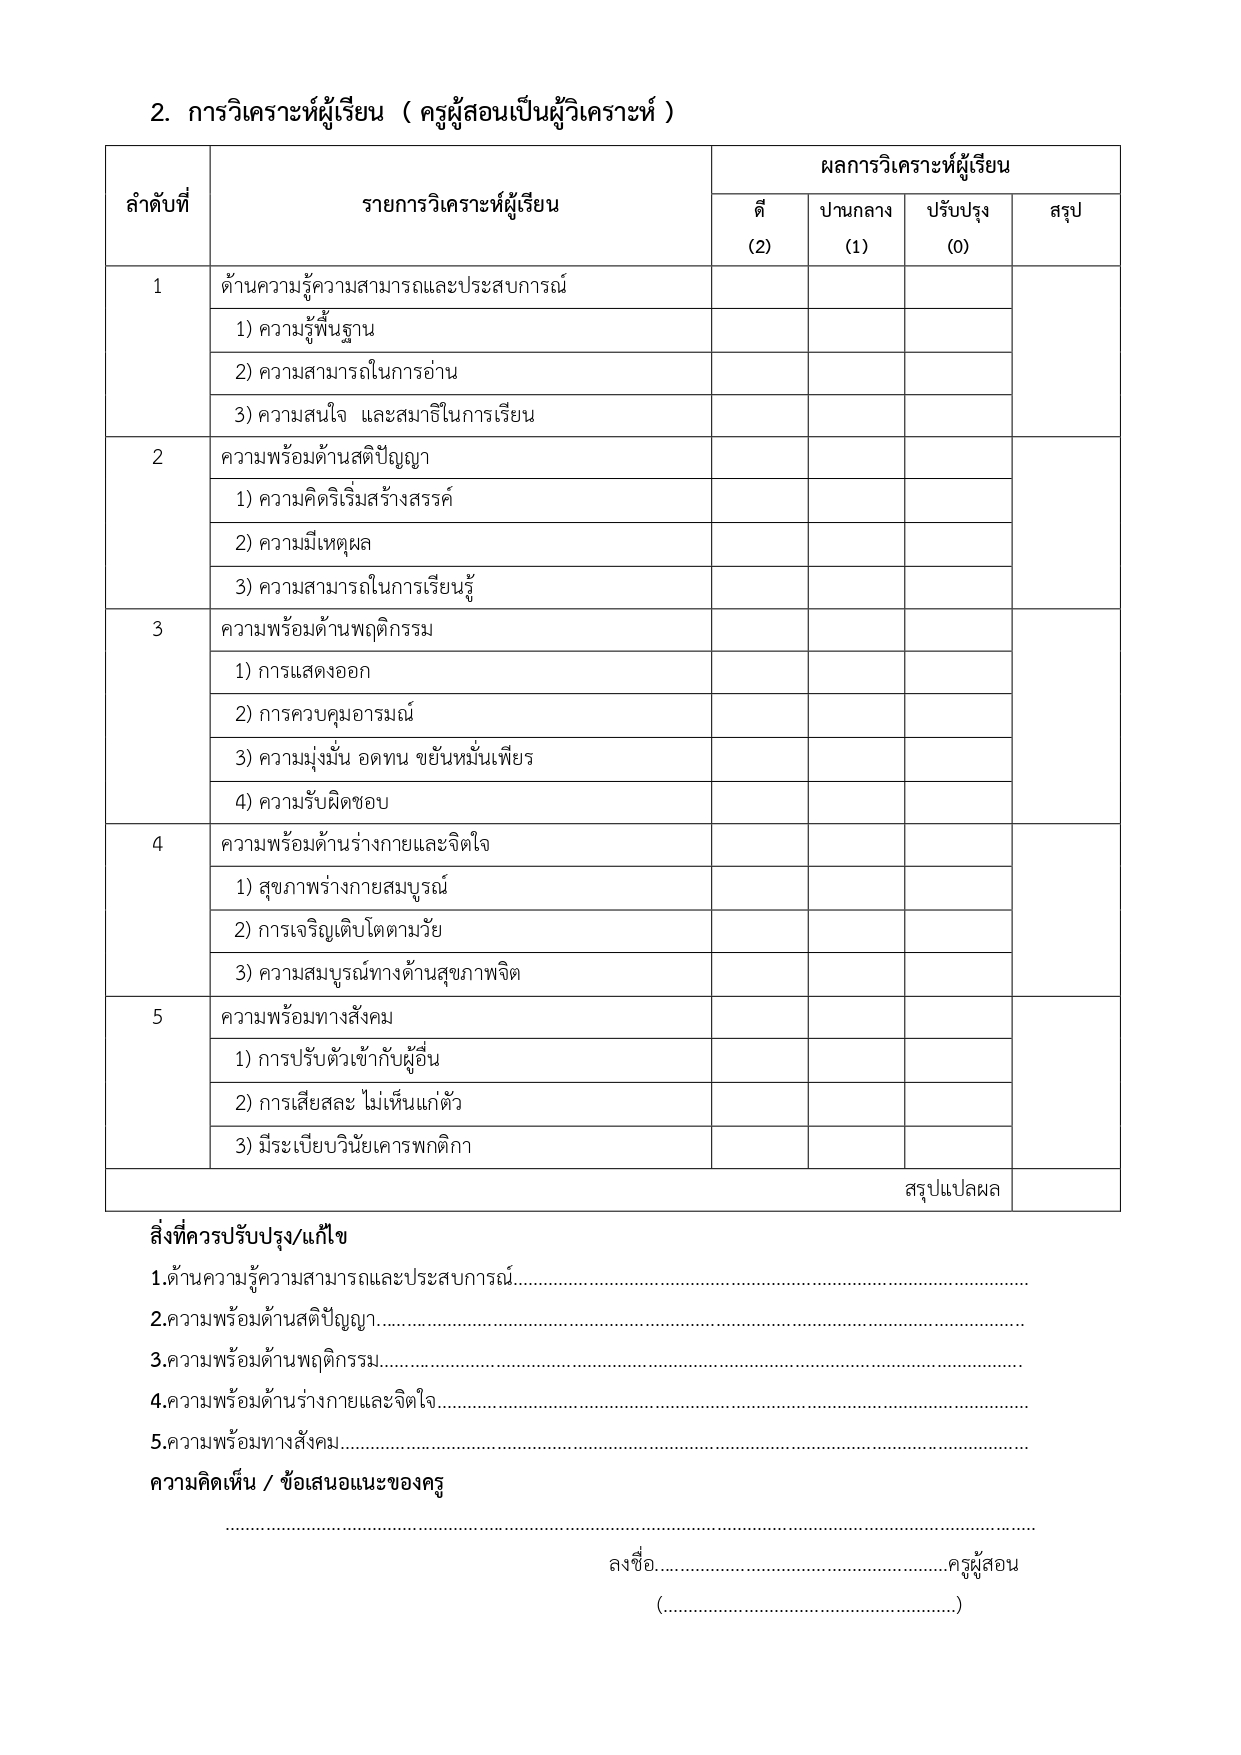 2. การวิเคราะห์ผู้เรียน ( ครูผู้สอนเป็นผู้วิเคราะห์ )
ลำดับที่ รายการวิเคราะห์ผู้เรียน ผลการวิเคราะห์ผู้เรียน
ดี ปานกลาง ปรับปรุง สรุป
(2) (1) (0)
1 ด้านความรู้ความสามารถและประสบการณ์
1) ความรู้พื้นฐาน
2) ความสามารถในการอ่าน
3) ความสนใจ และสมาธิในการเรียน
2 ความพร้อมด้านสติปัญญา
1) ความคิดริเริ่มสร้างสรรค์
2) ความมีเหตุผล
3) ความสามารถในการเรียนรู้
3 ความพร้อมด้านพฤติกรรม
1) การแสดงออก
2) การควบคุมอารมณ์
3) ความมุ่งมั่น อดทน ขยันหมั่นเพียร
4) ความรับผิดชอบ
4 ความพร้อมด้านร่างกายและจิตใจ
1) สุขภาพร่างกายสมบูรณ์
2) การเจริญเติบโตตามวัย
3) ความสมบูรณ์ทางด้านสุขภาพจิต
5 ความพร้อมทางสังคม
1) การปรับตัวเข้ากับผู้อื่น
2) การเสียสละ ไม่เห็นแก่ตัว
3) มีระเบียบวินัยเคารพกติกา
สรุปแปลผล
สิ่งที่ควรปรับปรุง/แก้ไข
1.ด้านความรู้ความสามารถและประสบการณ์......................................................................................................
2.ความพร้อมด้านสติปัญญา................................................................................................................................
3.ความพร้อมด้านพฤติกรรม...............................................................................................................................
4.ความพร้อมด้านร่างกายและจิตใจ.....................................................................................................................
5.ความพร้อมทางสังคม........................................................................................................................................
ความคิดเห็น / ข้อเสนอแนะของครู
................................................................................................................................................................
ลงชื่อ..........................................................ครูผู้สอน
(..........................................................)